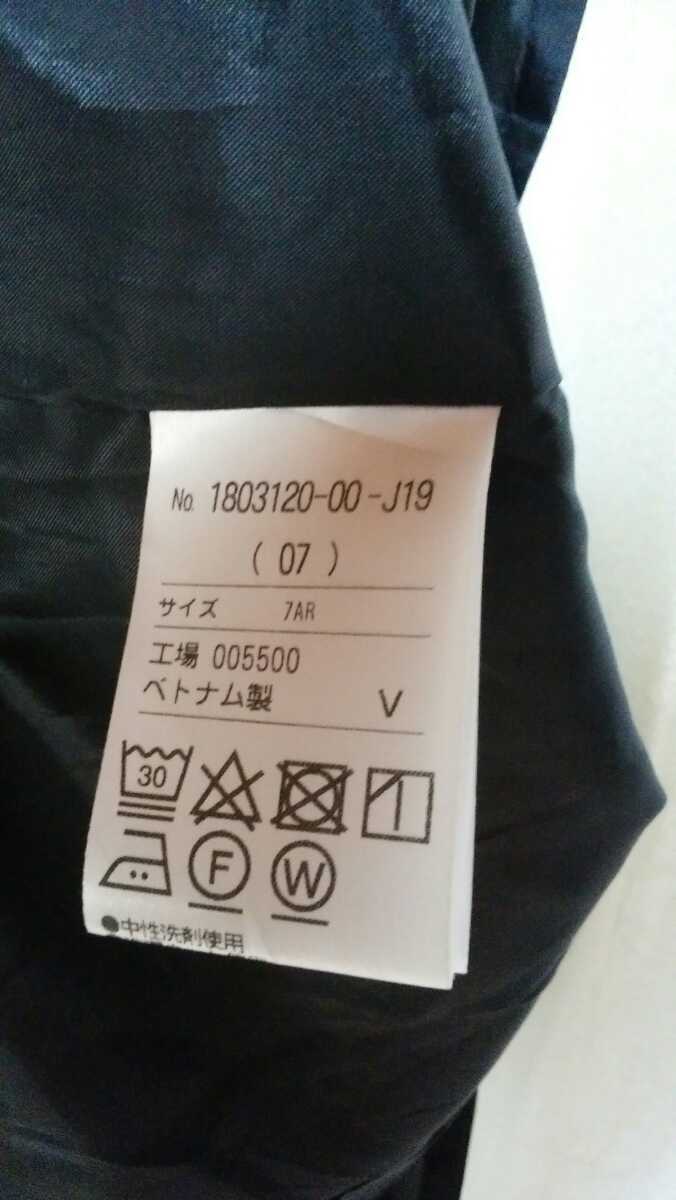 No. 1803120-00-J19
( 07 )
サイズ 7AR
工場 005500
ベトナム製 V
30
F W
●中性洗剤使用